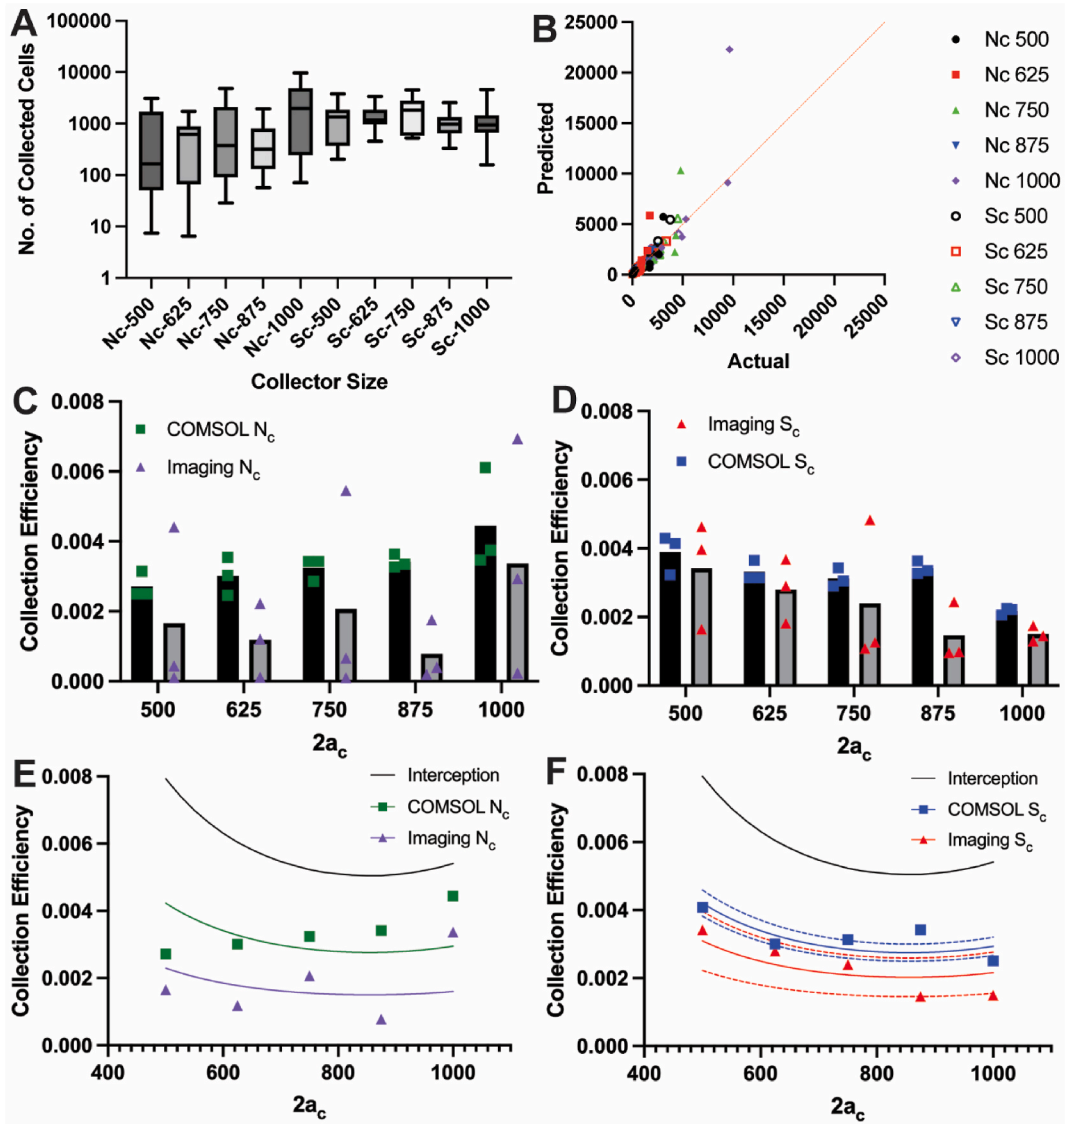 A
100000
10000
1000
100
10
1
No. of Collected Cells
Nc-500
Nc-625
Nc-750
Nc-875
Nc-1000
Sc-500
Sc-625
Sc-750
Sc-875
Sc-1000
Collector Size
B
25000
20000
15000
10000
5000
0
Predicted
0
5000
10000
15000
20000
25000
Actual
Nc 500
Nc 625
Nc 750
Nc 875
Nc 1000
Sc 500
Sc 625
Sc 750
Sc 875
Sc 1000
C
0.008
0.006
0.004
0.002
0.000
Collection Efficiency
COMSOL Nc
Imaging Nc
500 625 750 875 1000
2ac
D
0.008
0.006
0.004
0.002
0.000
Collection Efficiency
Imaging Sc
COMSOL Sc
500 625 750 875 1000
2ac
E
0.008
0.006
0.004
0.002
0.000
Collection Efficiency
Interception
COMSOL Nc
Imaging Nc
400 600 800 1000
2ac
F
0.008
0.006
0.004
0.002
0.000
Collection Efficiency
Interception
COMSOL Sc
Imaging Sc
400 600 800 1000
2ac